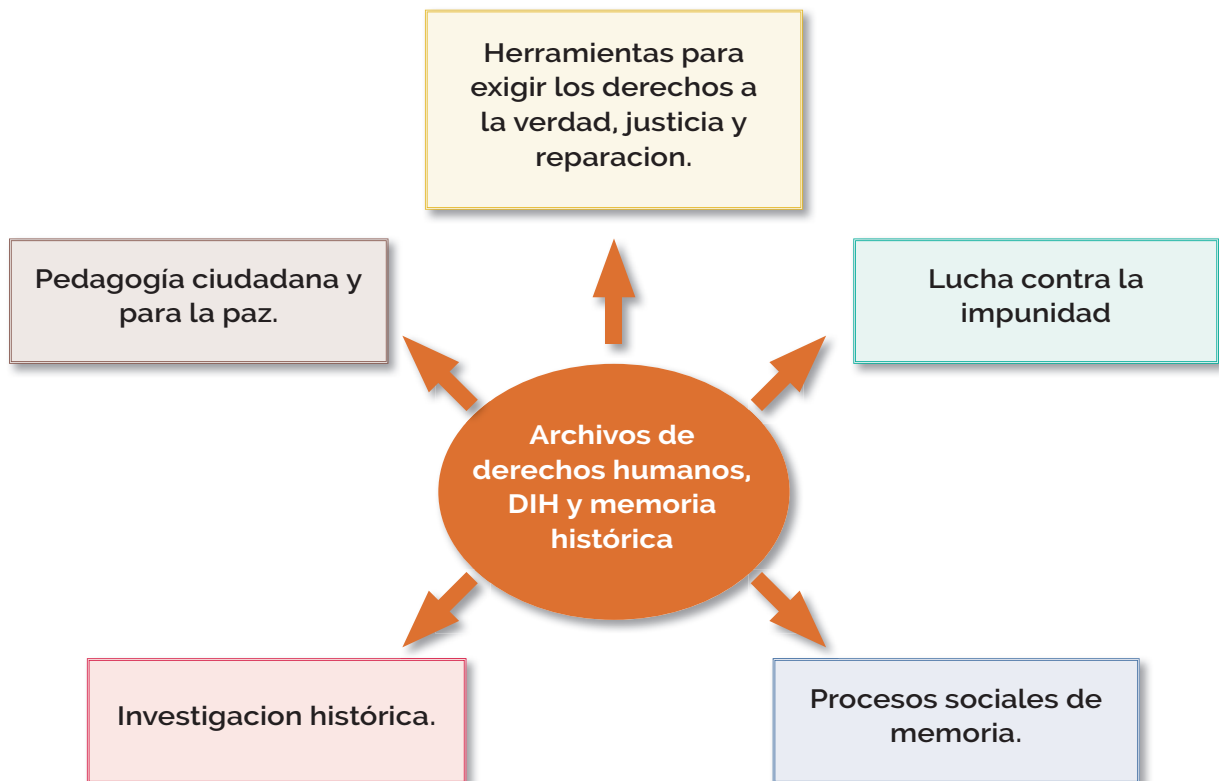 Herramientas para
exigir los derechos a
la verdad, justicia y
reparacion.
Pedagogía ciudadana y
para la paz.
Lucha contra la
impunidad
Archivos de
derechos humanos,
DIH y memoria
histórica
Investigacion histórica.
Procesos sociales de
memoria.